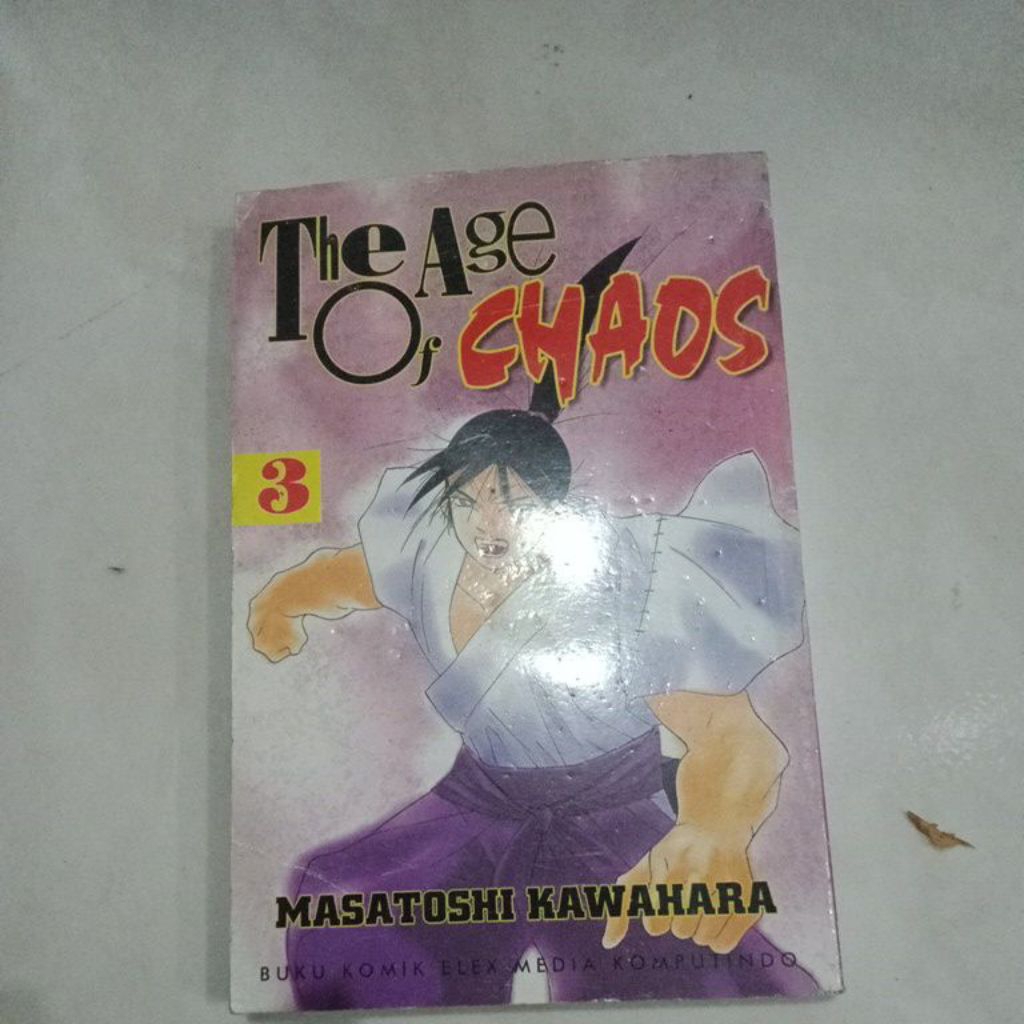 The Age
Of CHAOS
3
MASATOSHI KAWAHARA
BUKU KOMIK ELEX MEDIA KOMPUTINDO